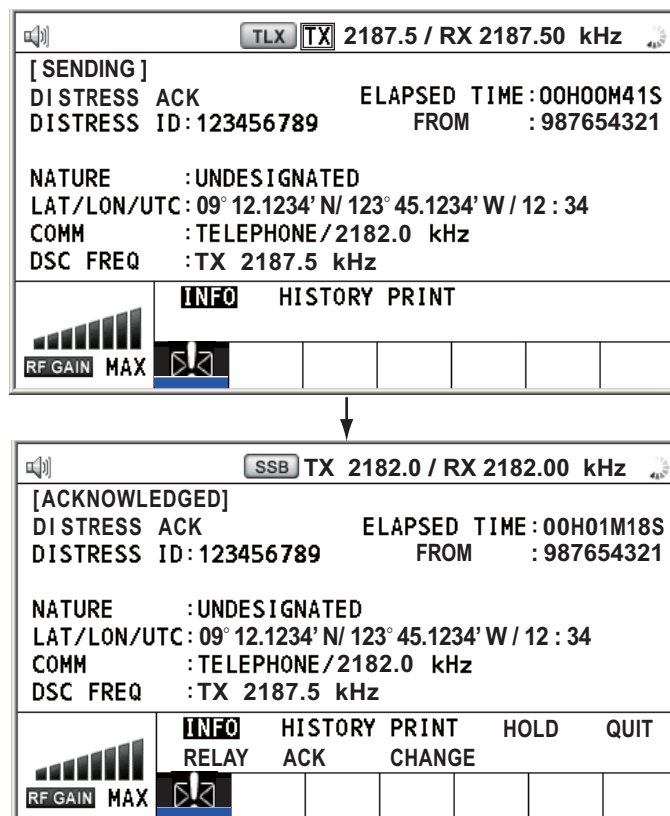 TLX TX 2187.5 / RX 2187.50 kHz
[ SENDING ]
DISTRESS ACK ELAPSED TIME:00H00M41S
DISTRESS ID:123456789 FROM :987654321
NATURE :UNDESIGNATED
LAT/LON/UTC:09°12.1234’N/ 123°45.1234’W / 12 : 34
COMM :TELEPHONE/2182.0 kHz
DSC FREQ :TX 2187.5 kHz
INFO HISTORY PRINT
RF GAIN MAX
SSB TX 2182.0 / RX 2182.00 kHz
[ACKNOWLEDGED]
DISTRESS ACK ELAPSED TIME:00H01M18S
DISTRESS ID:123456789 FROM :987654321
NATURE :UNDESIGNATED
LAT/LON/UTC:09°12.1234’N/ 123°45.1234’W / 12 : 34
COMM :TELEPHONE/2182.0 kHz
DSC FREQ :TX 2187.5 kHz
INFO HISTORY PRINT HOLD QUIT
RELAY ACK CHANGE
RF GAIN MAX